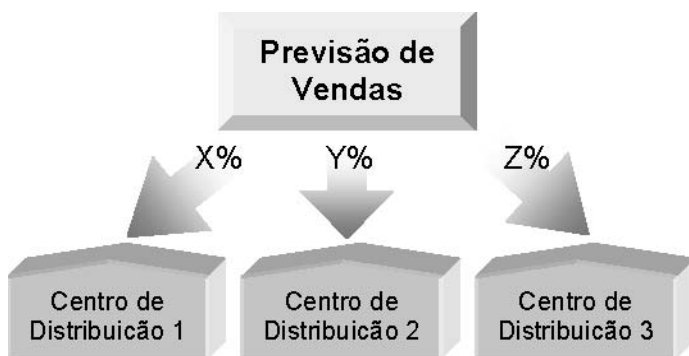 Previsão de
Vendas
X%
Y%
Z%
Centro de
Distribuicão 1
Centro de
Distribuicão 2
Centro de
Distribuicão 3